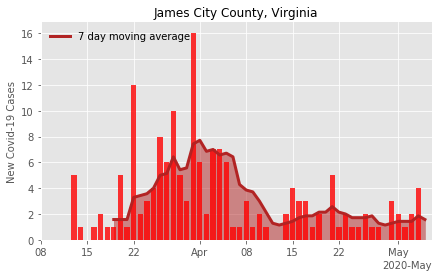 James City County, Virginia
7 day moving average
New Covid-19 Cases
16
14
12
10
8
6
4
2
0
08 15 22 Apr 08 15 22 May
2020-May